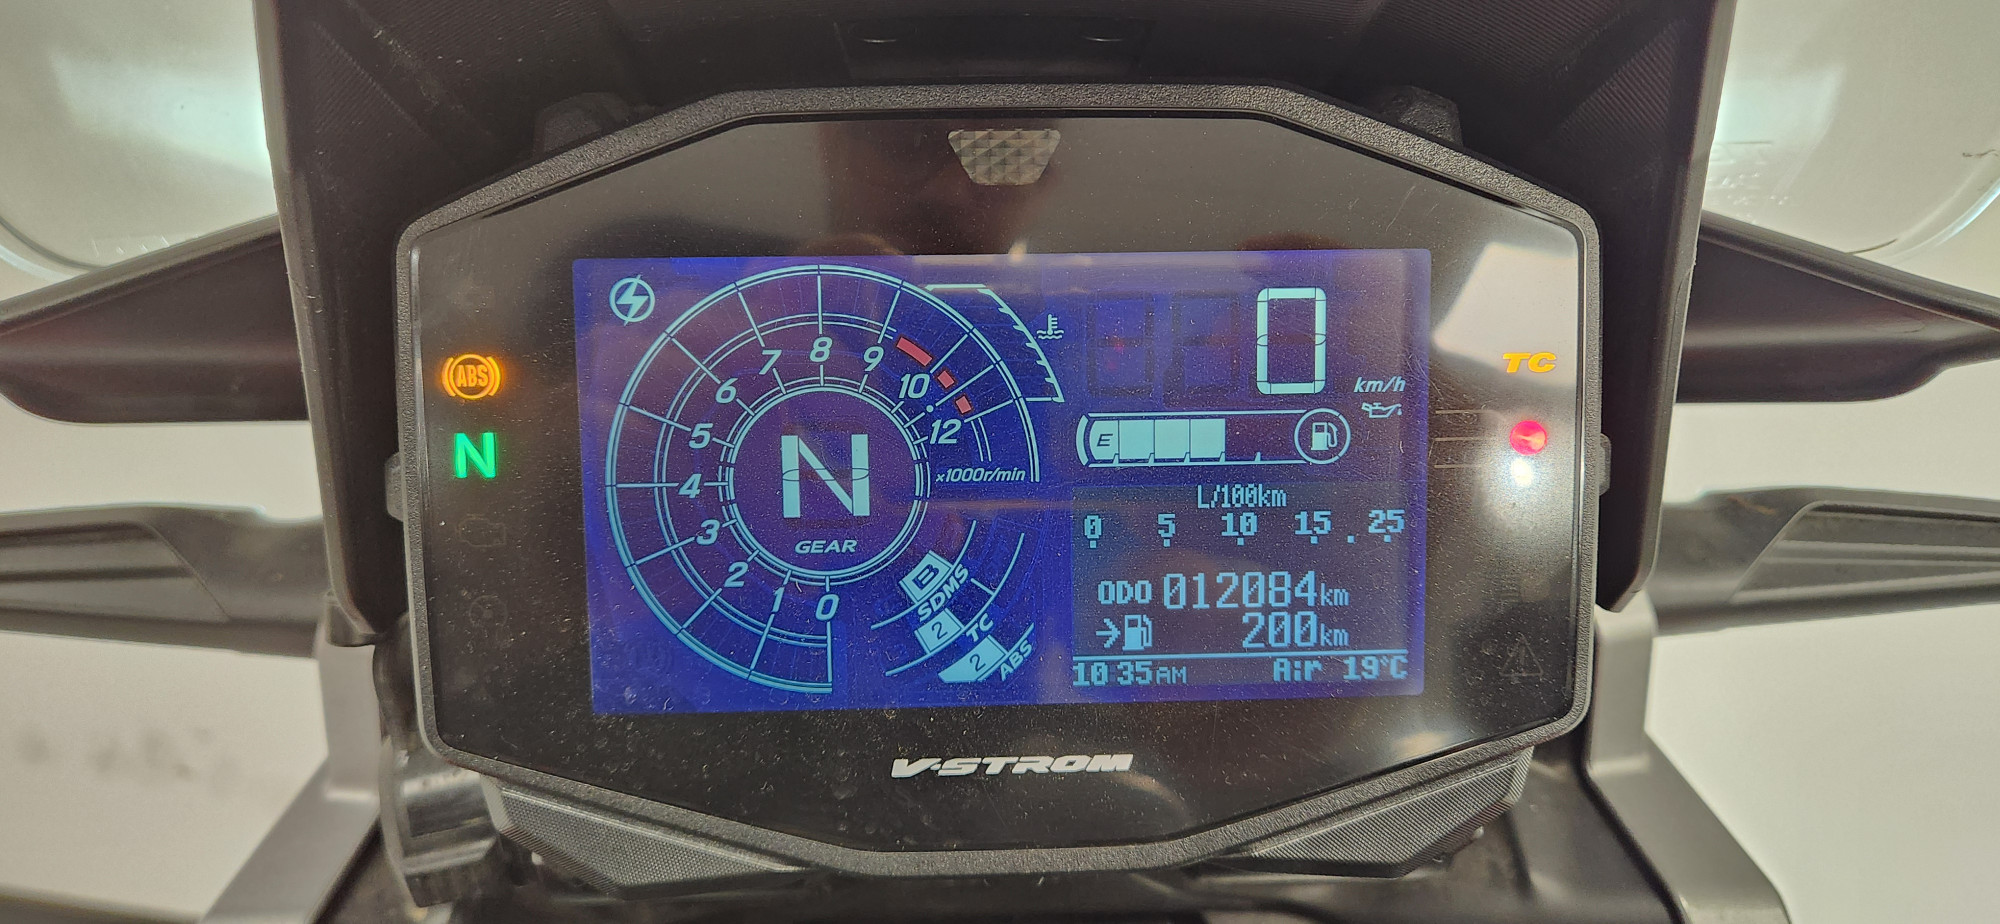 ABS
N
TC
0
km/h
E
8
7
9
6
10
5
12
4
x1000r/min
3
2
1
0
N
GEAR
B
SDMS
2
TC
2
ABS
L/100km
0 5 10 15 . 25
ODO 012084km
200km
10:35AM Air 19°C
V-STROM